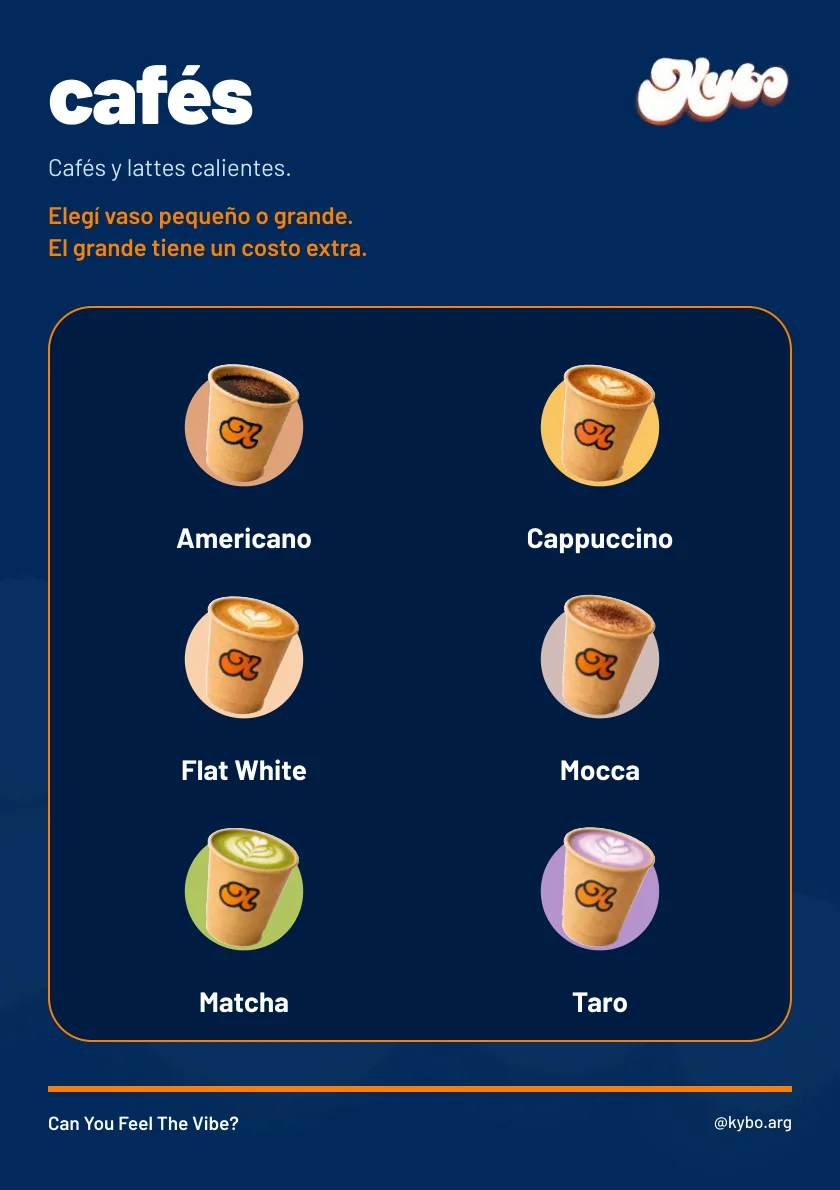 cafés
Kybo
Cafés y lattes calientes.
Elegí vaso pequeño o grande.
El grande tiene un costo extra.
Americano
Cappuccino
Flat White
Mocca
Matcha
Taro
Can You Feel The Vibe?
@kybo.arg